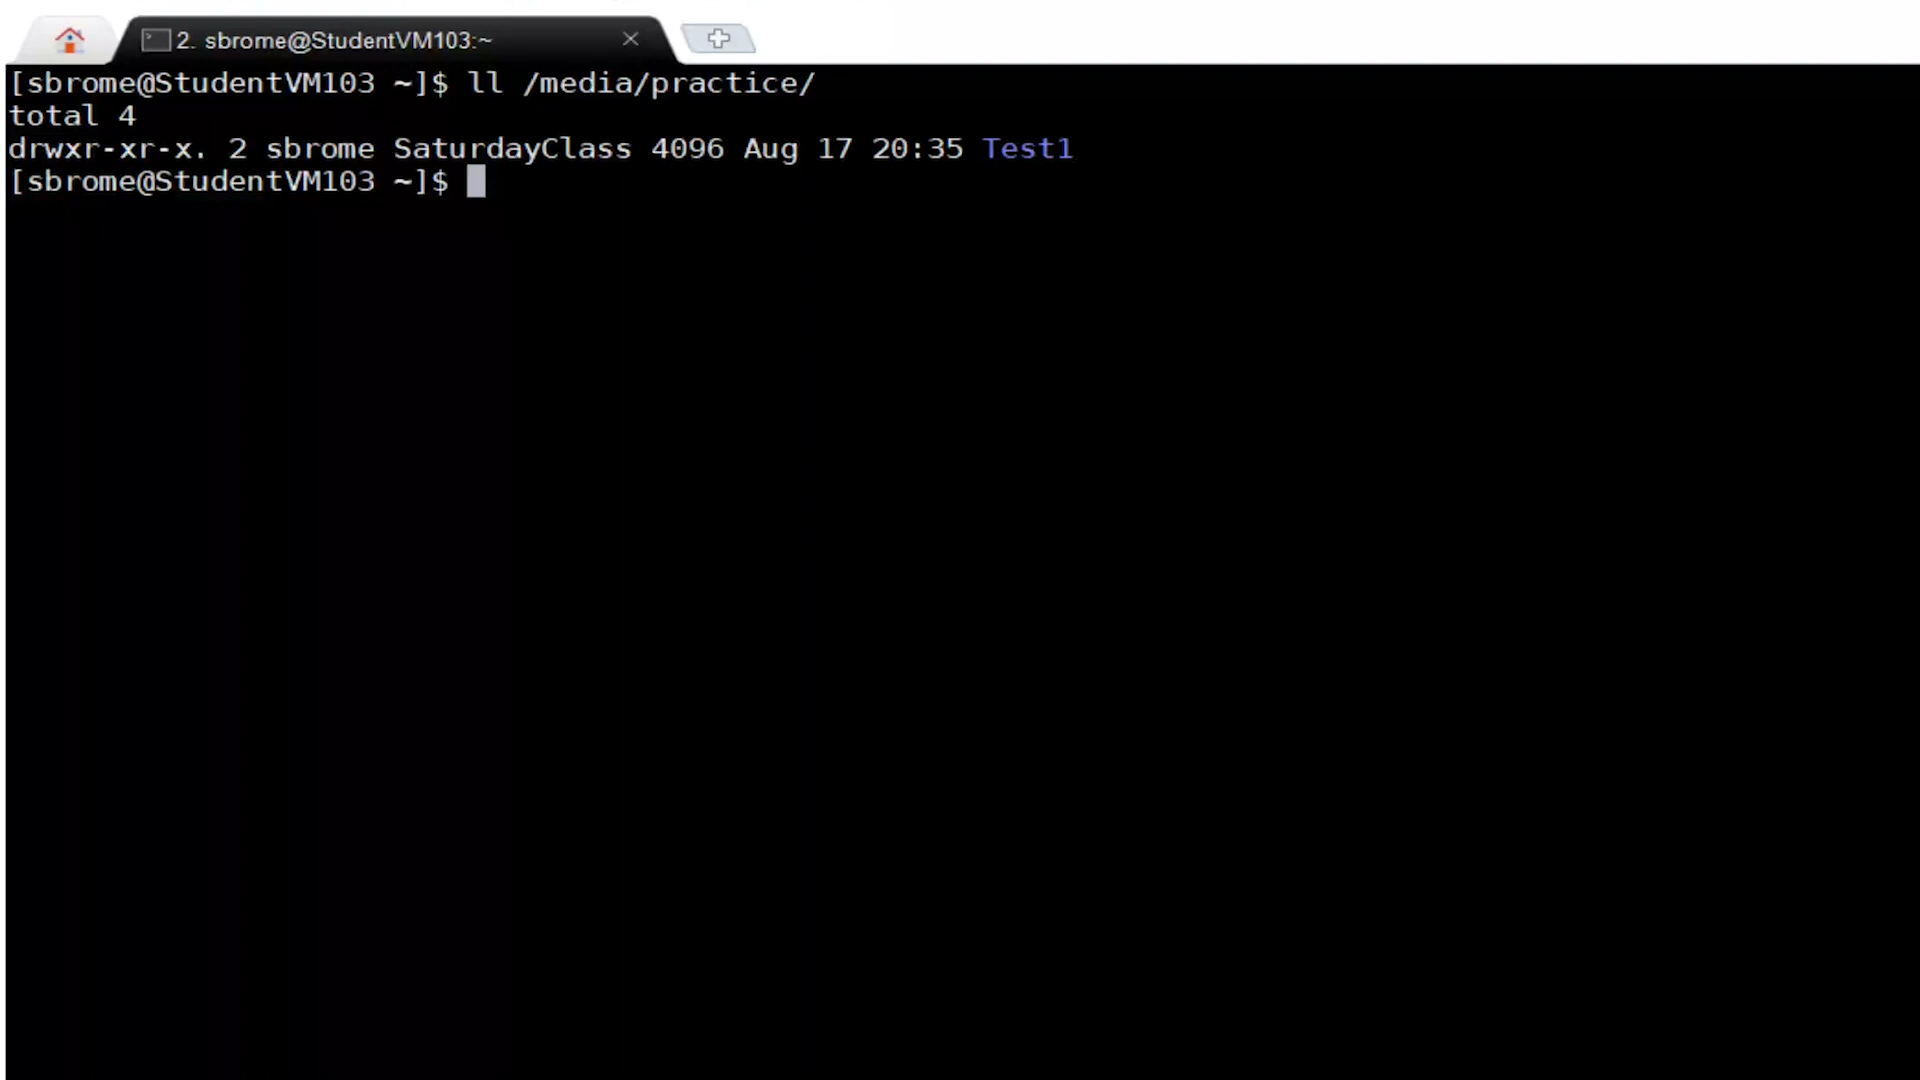 2. sbrome@StudentVM103:~
[sbrome@StudentVM103 ~]$ ll /media/practice/
total 4
drwxr-xr-x. 2 sbrome SaturdayClass 4096 Aug 17 20:35 Test1
[sbrome@StudentVM103 ~]$